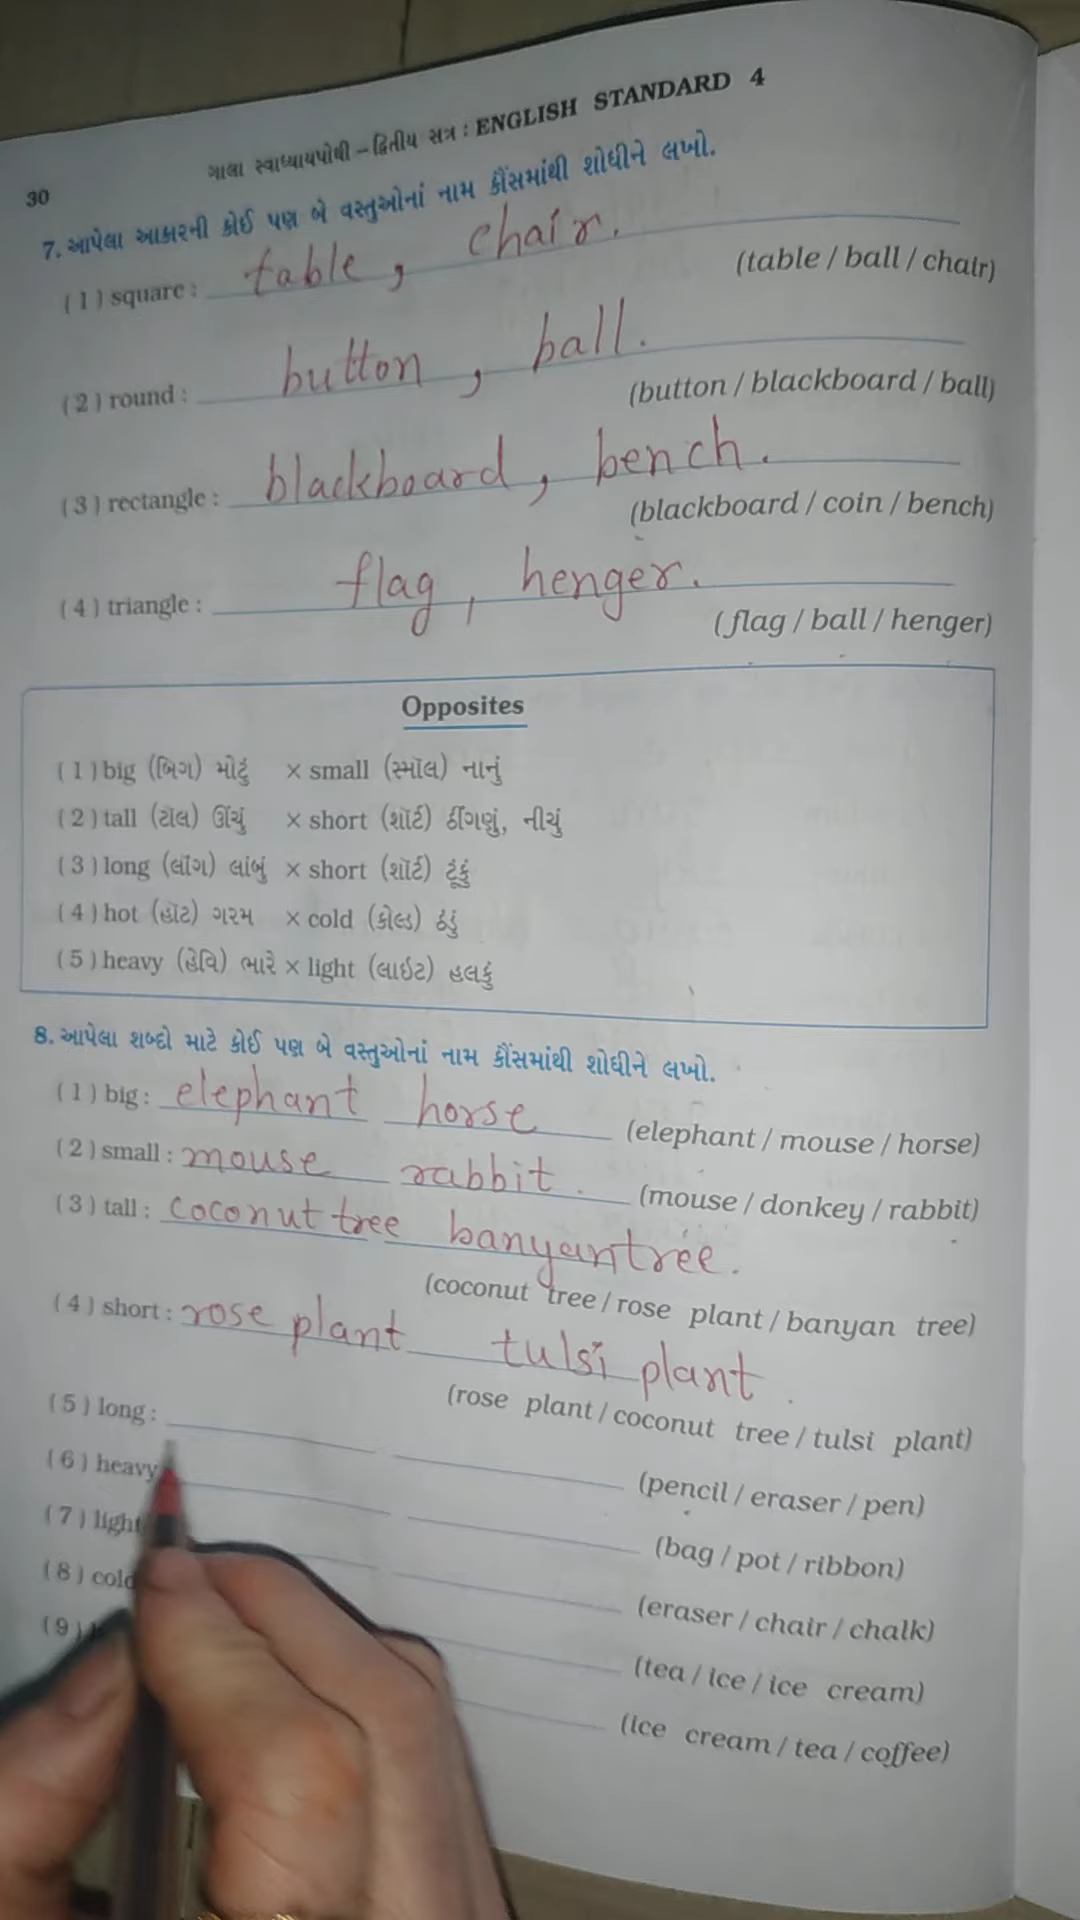 ગાલા સ્વાધ્યાયપોથી – દ્વિતીય સત્ર : ENGLISH STANDARD 4
30
7. આપેલા આકારની કોઈ પણ બે વસ્તુઓનાં નામ કૌંસમાંથી શોધીને લખો.
(1) square : table, chair.
(table / ball / chair)
(2) round : button, ball.
(button / blackboard / ball)
(3) rectangle : blackboard, bench.
(blackboard / coin / bench)
(4) triangle : flag, henger.
(flag / ball / henger)
Opposites
(1) big (બિગ) મોટું × small (સ્મૉલ) નાનું
(2) tall (ટૉલ) ઊંચું × short (શૉર્ટ) ઠીંગણું, નીચું
(3) long (લૉંગ) લાંબું × short (શૉર્ટ) ટૂંકું
(4) hot (હૉટ) ગરમ × cold (કોલ્ડ) ઠંડું
(5) heavy (હેવિ) ભારે × light (લાઇટ) હલકું
8. આપેલા શબ્દો માટે કોઈ પણ બે વસ્તુઓનાં નામ કૌંસમાંથી શોધીને લખો.
(1) big : elephant horse (elephant / mouse / horse)
(2) small : mouse rabbit. (mouse / donkey / rabbit)
(3) tall : coconut tree banyantree.
(coconut tree / rose plant / banyan tree)
(4) short : rose plant tulsi plant.
(rose plant / coconut tree / tulsi plant)
(5) long : (pencil / eraser / pen)
(6) heavy (bag / pot / ribbon)
(7) light (eraser / chair / chalk)
(8) cold (tea / ice / ice cream)
(9) (ice cream / tea / coffee)